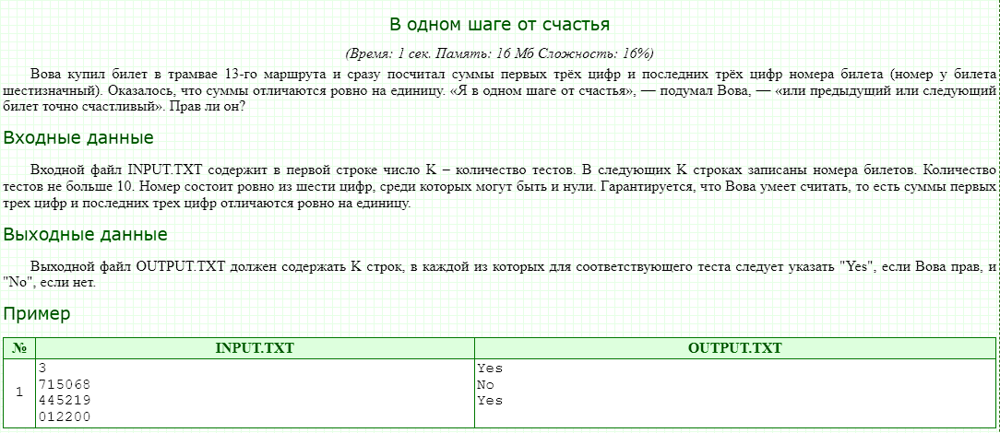 В одном шаге от счастья
(Время: 1 сек. Память: 16 Мб Сложность: 16%)
Вова купил билет в трамвае 13-го маршрута и сразу посчитал суммы первых трёх цифр и последних трёх цифр номера билета (номер у билета
шестизначный). Оказалось, что суммы отличаются ровно на единицу. «Я в одном шаге от счастья», — подумал Вова, — «или предыдущий или следующий
билет точно счастливый». Прав ли он?
Входные данные
Входной файл INPUT.TXT содержит в первой строке число K – количество тестов. В следующих K строках записаны номера билетов. Количество
тестов не больше 10. Номер состоит ровно из шести цифр, среди которых могут быть и нули. Гарантируется, что Вова умеет считать, то есть суммы первых
трех цифр и последних трех цифр отличаются ровно на единицу.
Выходные данные
Выходной файл OUTPUT.TXT должен содержать K строк, в каждой из которых для соответствующего теста следует указать "Yes", если Вова прав, и
"No", если нет.
Пример
№ INPUT.TXT OUTPUT.TXT
3 Yes
715068 No
1 445219 Yes
012200